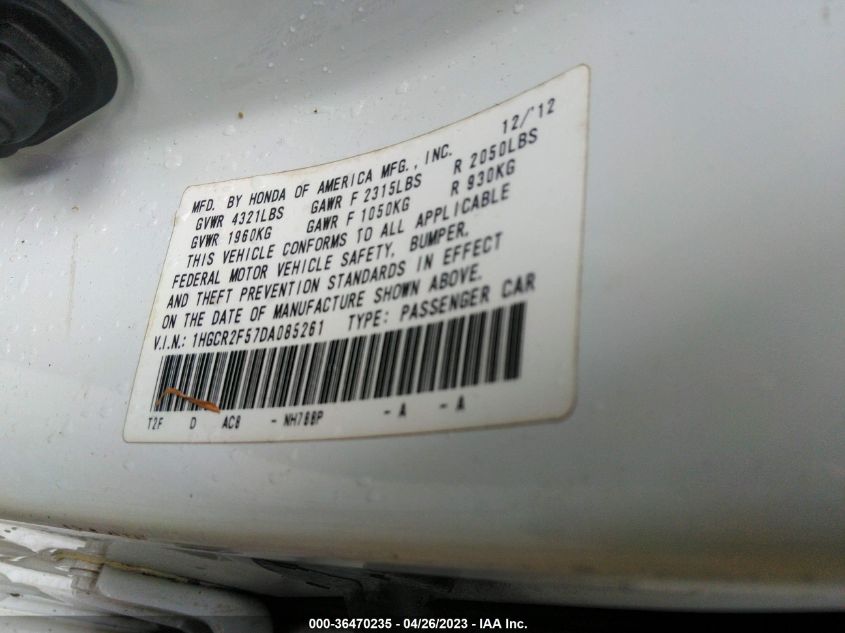 12/'12
MFD. BY HONDA OF AMERICA MFG., INC.
GVWR 4321LBS GAWR F 2315LBS R 2050LBS
GVWR 1960KG GAWR F 1050KG R 930KG
THIS VEHICLE CONFORMS TO ALL APPLICABLE
FEDERAL MOTOR VEHICLE SAFETY, BUMPER,
AND THEFT PREVENTION STANDARDS IN EFFECT
ON THE DATE OF MANUFACTURE SHOWN ABOVE.
V.I.N.: 1HGCR2F57DA085261 TYPE: PASSENGER CAR
T2F D AC8 - NH788P - A - A
000-36470235 - 04/26/2023 - IAA Inc.